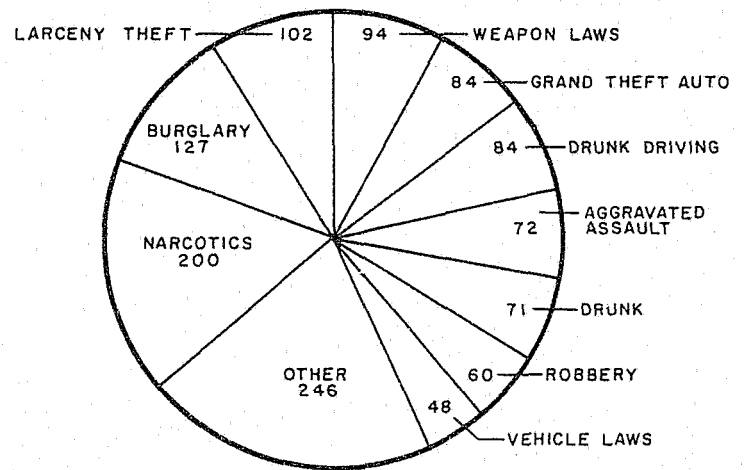 LARCENY THEFT 102
94 WEAPON LAWS
84 GRAND THEFT AUTO
84 DRUNK DRIVING
72 AGGRAVATED
ASSAULT
71 DRUNK
60 ROBBERY
48 VEHICLE LAWS
OTHER
246
NARCOTICS
200
BURGLARY
127